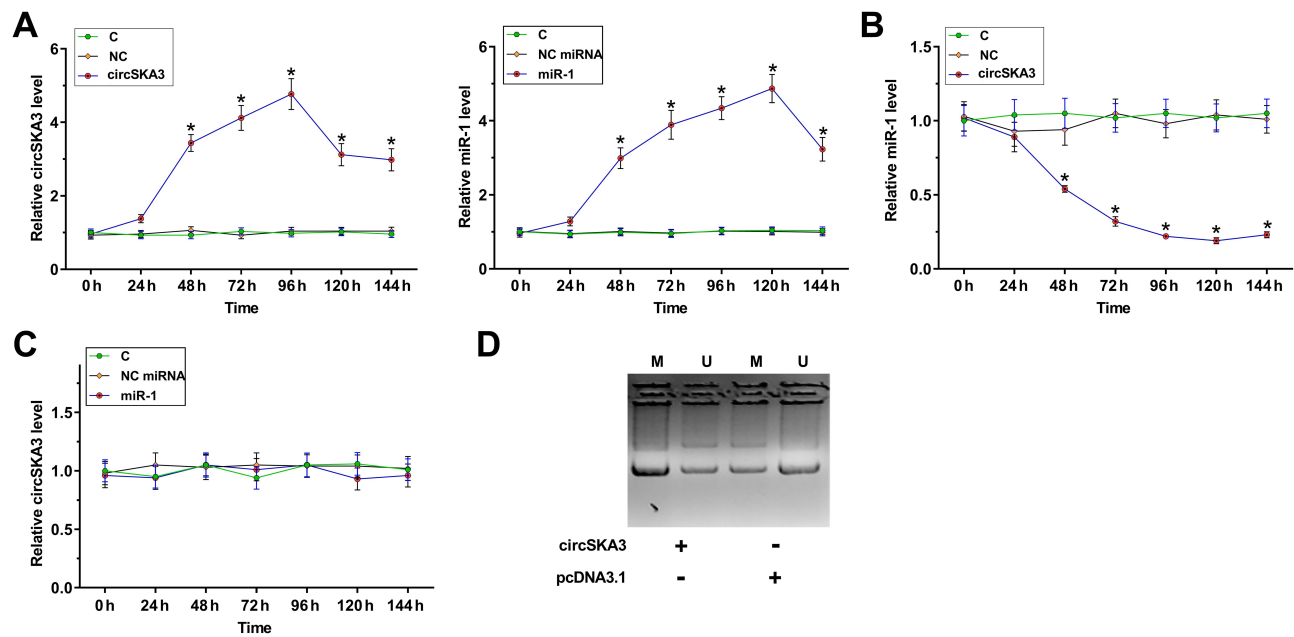 A
C
NC
circSKA3
Relative circSKA3 level
6
4
2
0
0 h 24 h 48 h 72 h 96 h 120 h 144 h
Time
* * * * *
C
NC miRNA
miR-1
Relative miR-1 level
6
4
2
0
0 h 24 h 48 h 72 h 96 h 120 h 144 h
Time
* * * * *
B
C
NC
circSKA3
Relative miR-1 level
1.5
1.0
0.5
0.0
0 h 24 h 48 h 72 h 96 h 120 h 144 h
Time
* * * * *
C
C
NC miRNA
miR-1
Relative circSKA3 level
1.5
1.0
0.5
0.0
0 h 24 h 48 h 72 h 96 h 120 h 144 h
Time
D
M U M U
circSKA3 + -
pcDNA3.1 - +